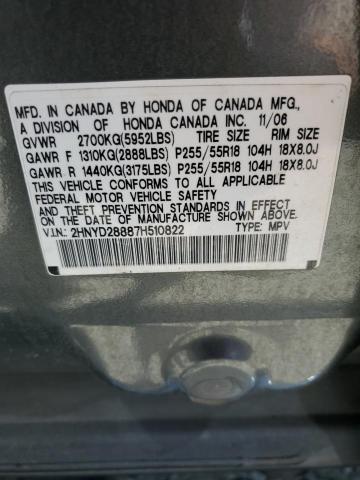 MFD. IN CANADA BY HONDA OF CANADA MFG.,
A DIVISION OF HONDA CANADA INC. 11/06
GVWR 2700KG(5952LBS) TIRE SIZE RIM SIZE
GAWR F 1310KG(2888LBS) P255/55R18 104H 18X8.0J
GAWR R 1440KG(3175LBS) P255/55R18 104H 18X8.0J
THIS VEHICLE CONFORMS TO ALL APPLICABLE
FEDERAL MOTOR VEHICLE SAFETY
AND THEFT PREVENTION STANDARDS IN EFFECT
ON THE DATE OF MANUFACTURE SHOWN ABOVE.
V.I.N.: 2HNYD28887H510822 TYPE: MPV